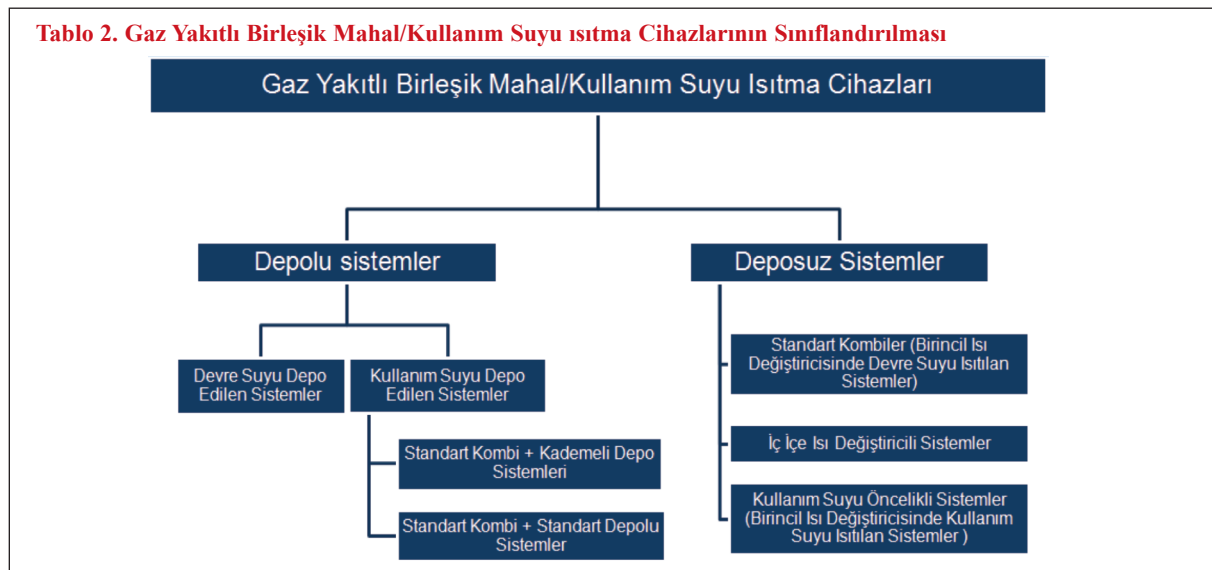 Tablo 2. Gaz Yakıtlı Birleşik Mahal/Kullanım Suyu ısıtma Cihazlarının Sınıflandırılması
Gaz Yakıtlı Birleşik Mahal/Kullanım Suyu Isıtma Cihazları
Depolu sistemler
Deposuz Sistemler
Devre Suyu Depo
Edilen Sistemler
Kullanım Suyu Depo
Edilen Sistemler
Standart Kombi + Kademeli Depo
Sistemleri
Standart Kombi + Standart Depolu
Sistemler
Standart Kombiler (Birincil Isı
Değiştiricisinde Devre Suyu Isıtılan
Sistemler)
İç İçe Isı Değiştiricili Sistemler
Kullanım Suyu Öncelikli Sistemler
(Birincil Isı Değiştiricisinde Kullanım
Suyu Isıtılan Sistemler )